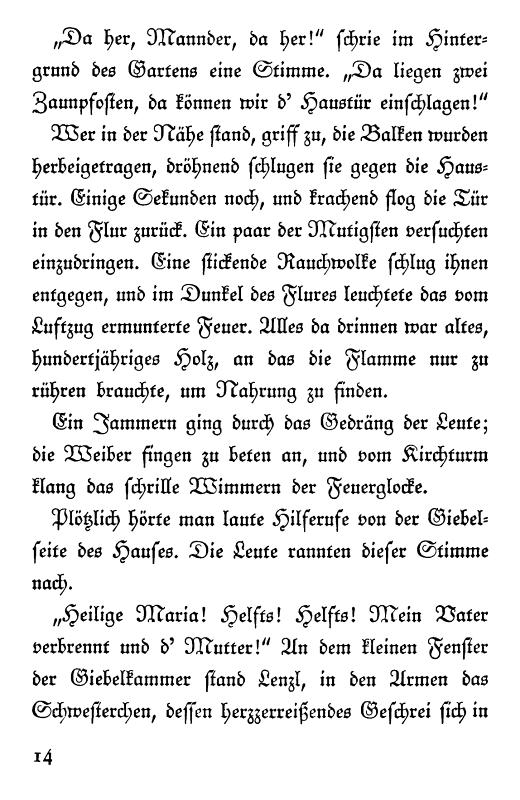 „Da her, Mannder, da her!“ schrie im Hinter-
grund des Gartens eine Stimme. „Da liegen zwei
Zaunpfosten, da können wir d' Haustür einschlagen!“
Wer in der Nähe stand, griff zu, die Balken wurden
herbeigetragen, dröhnend schlugen sie gegen die Haus-
tür. Einige Sekunden noch, und krachend flog die Tür
in den Flur zurück. Ein paar der Mutigsten versuchten
einzudringen. Eine stickende Rauchwolke schlug ihnen
entgegen, und im Dunkel des Flures leuchtete das vom
Luftzug ermunterte Feuer. Alles da drinnen war altes,
hundertjähriges Holz, an das die Flamme nur zu
rühren brauchte, um Nahrung zu finden.
Ein Jammern ging durch das Gedräng der Leute;
die Weiber fingen zu beten an, und vom Kirchturm
klang das schrille Wimmern der Feuerglocke.
Plötzlich hörte man laute Hilferufe von der Giebel-
seite des Hauses. Die Leute rannten dieser Stimme
nach.
„Heilige Maria! Helfts! Helfts! Mein Vater
verbrennt und d' Mutter!“ An dem kleinen Fenster
der Giebelkammer stand Lenzl, in den Armen das
Schwesterchen, dessen herzzerreißendes Geschrei sich in
14